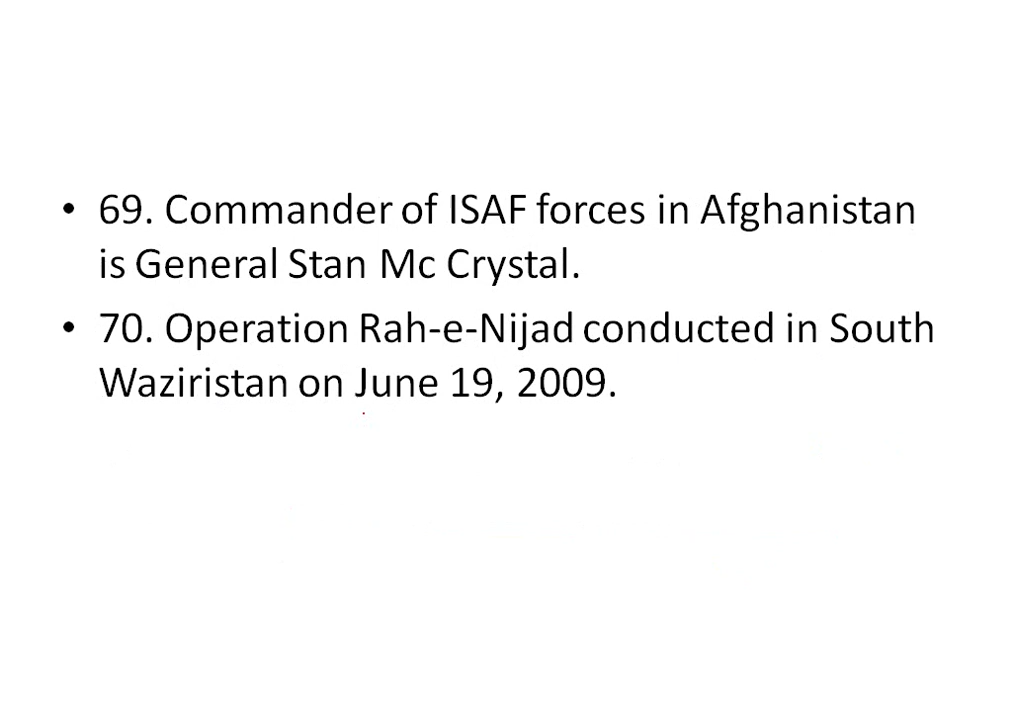 • 69. Commander of ISAF forces in Afghanistan
is General Stan Mc Crystal.
• 70. Operation Rah-e-Nijad conducted in South
Waziristan on June 19, 2009.